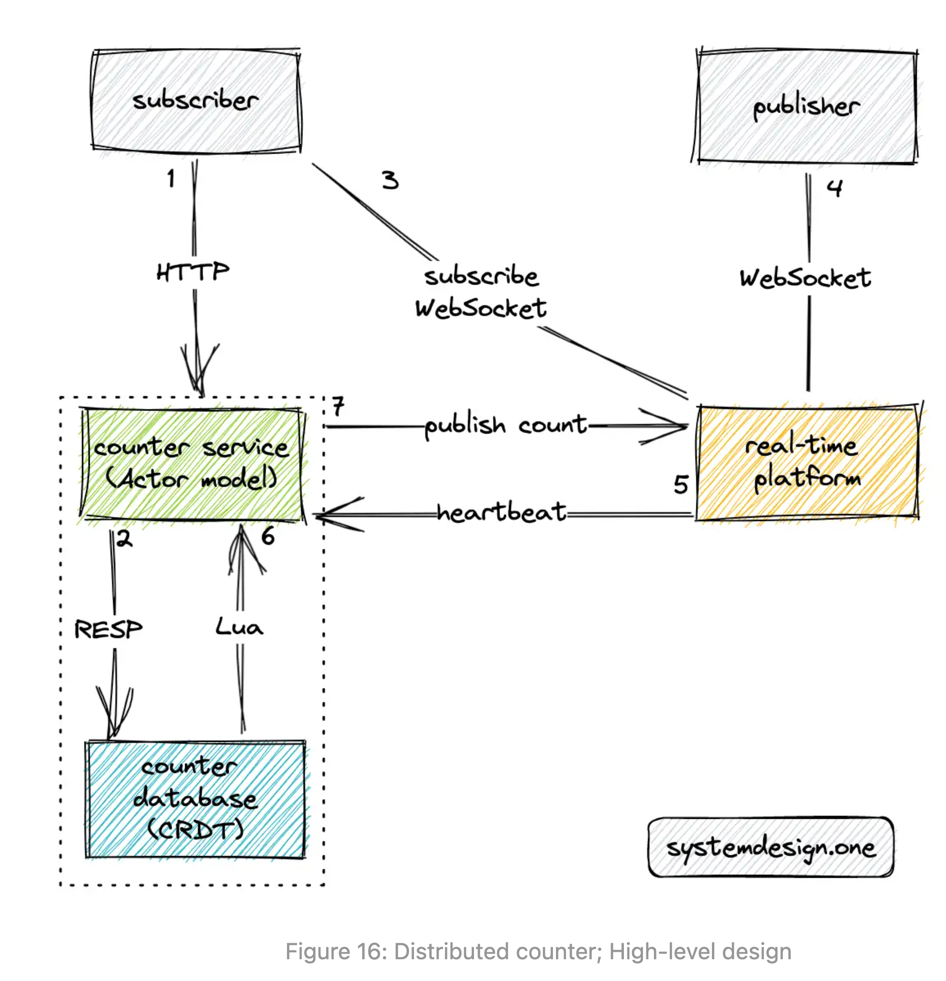 subscriber
publisher
1
3
4
HTTP
subscribe
WebSocket
WebSocket
7
counter service
(Actor model)
publish count
real-time
platform
5
heartbeat
2
6
RESP
Lua
counter
database
(CRDT)
systemdesign.one
Figure 16: Distributed counter; High-level design